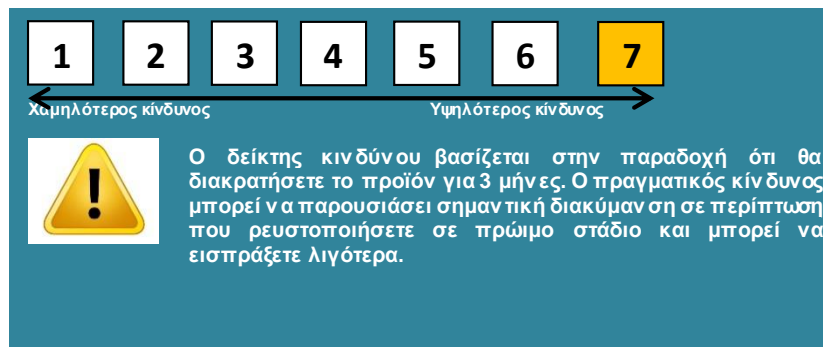 1 2 3 4 5 6 7
Χαμηλότερος κίνδυνος Υψηλότερος κίνδυνος
Ο δείκτης κινδύνου βασίζεται στην παραδοχή ότι θα
διακρατήσετε το προϊόν για 3 μήνες. Ο πραγματικός κίνδυνος
μπορεί να παρουσιάσει σημαντική διακύμανση σε περίπτωση
που ρευστοποιήσετε σε πρώιμο στάδιο και μπορεί να
εισπράξετε λιγότερα.